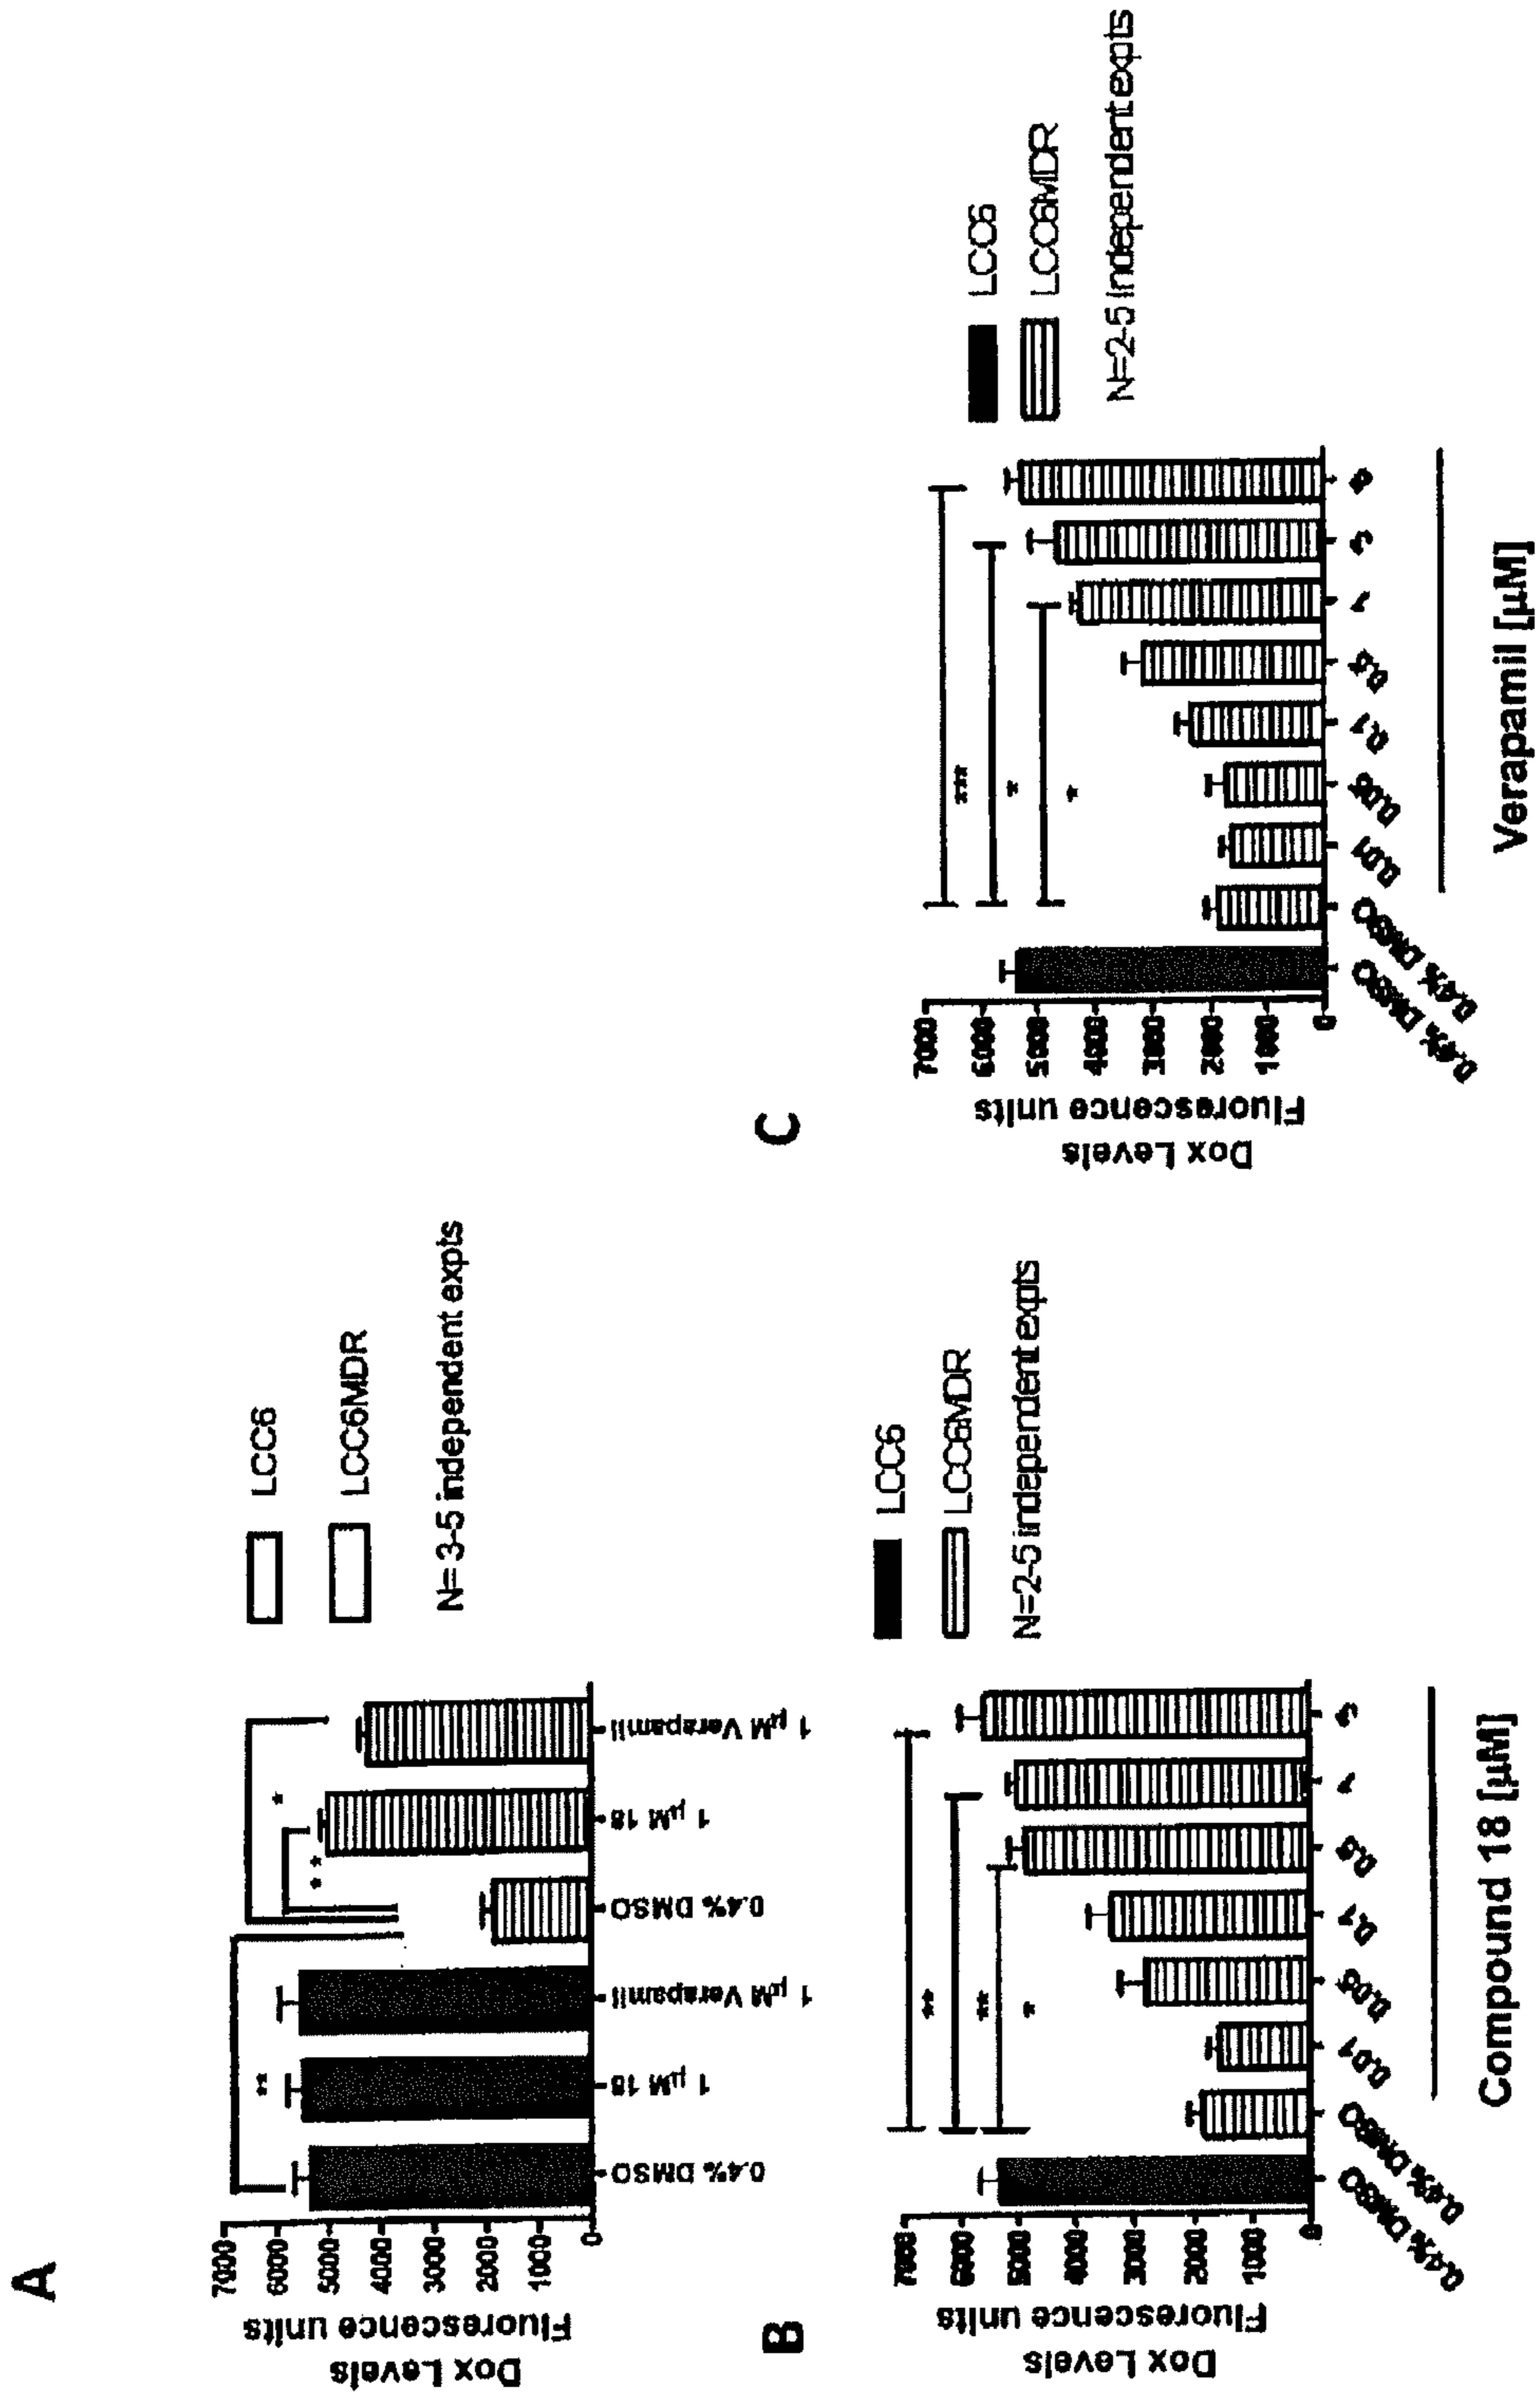 A
Dox Levels
Fluorescence units
7000
6000
5000
4000
3000
2000
1000
0
0.4% DMSO
1 µM 18
1 µM Verapamil
0.4% DMSO
1 µM 18
1 µM Verapamil
**
**
*
LCC6
LCC6MDR
N= 3-5 independent expts
B
Dox Levels
Fluorescence units
7000
6000
5000
4000
3000
2000
1000
0
0.4% DMSO
0.4% DMSO
0.01
0.05
0.1
0.5
1
Compound 18 [µM]
**
**
*
LCC6
LCC6MDR
N=2-5 independent expts
C
Dox Levels
Fluorescence units
7000
6000
5000
4000
3000
2000
1000
0
0.4% DMSO
0.4% DMSO
0.01
0.05
0.1
0.5
1
Verapamil [µM]
***
*
*
LCC6
LCC6MDR
N=2-5 independent expts